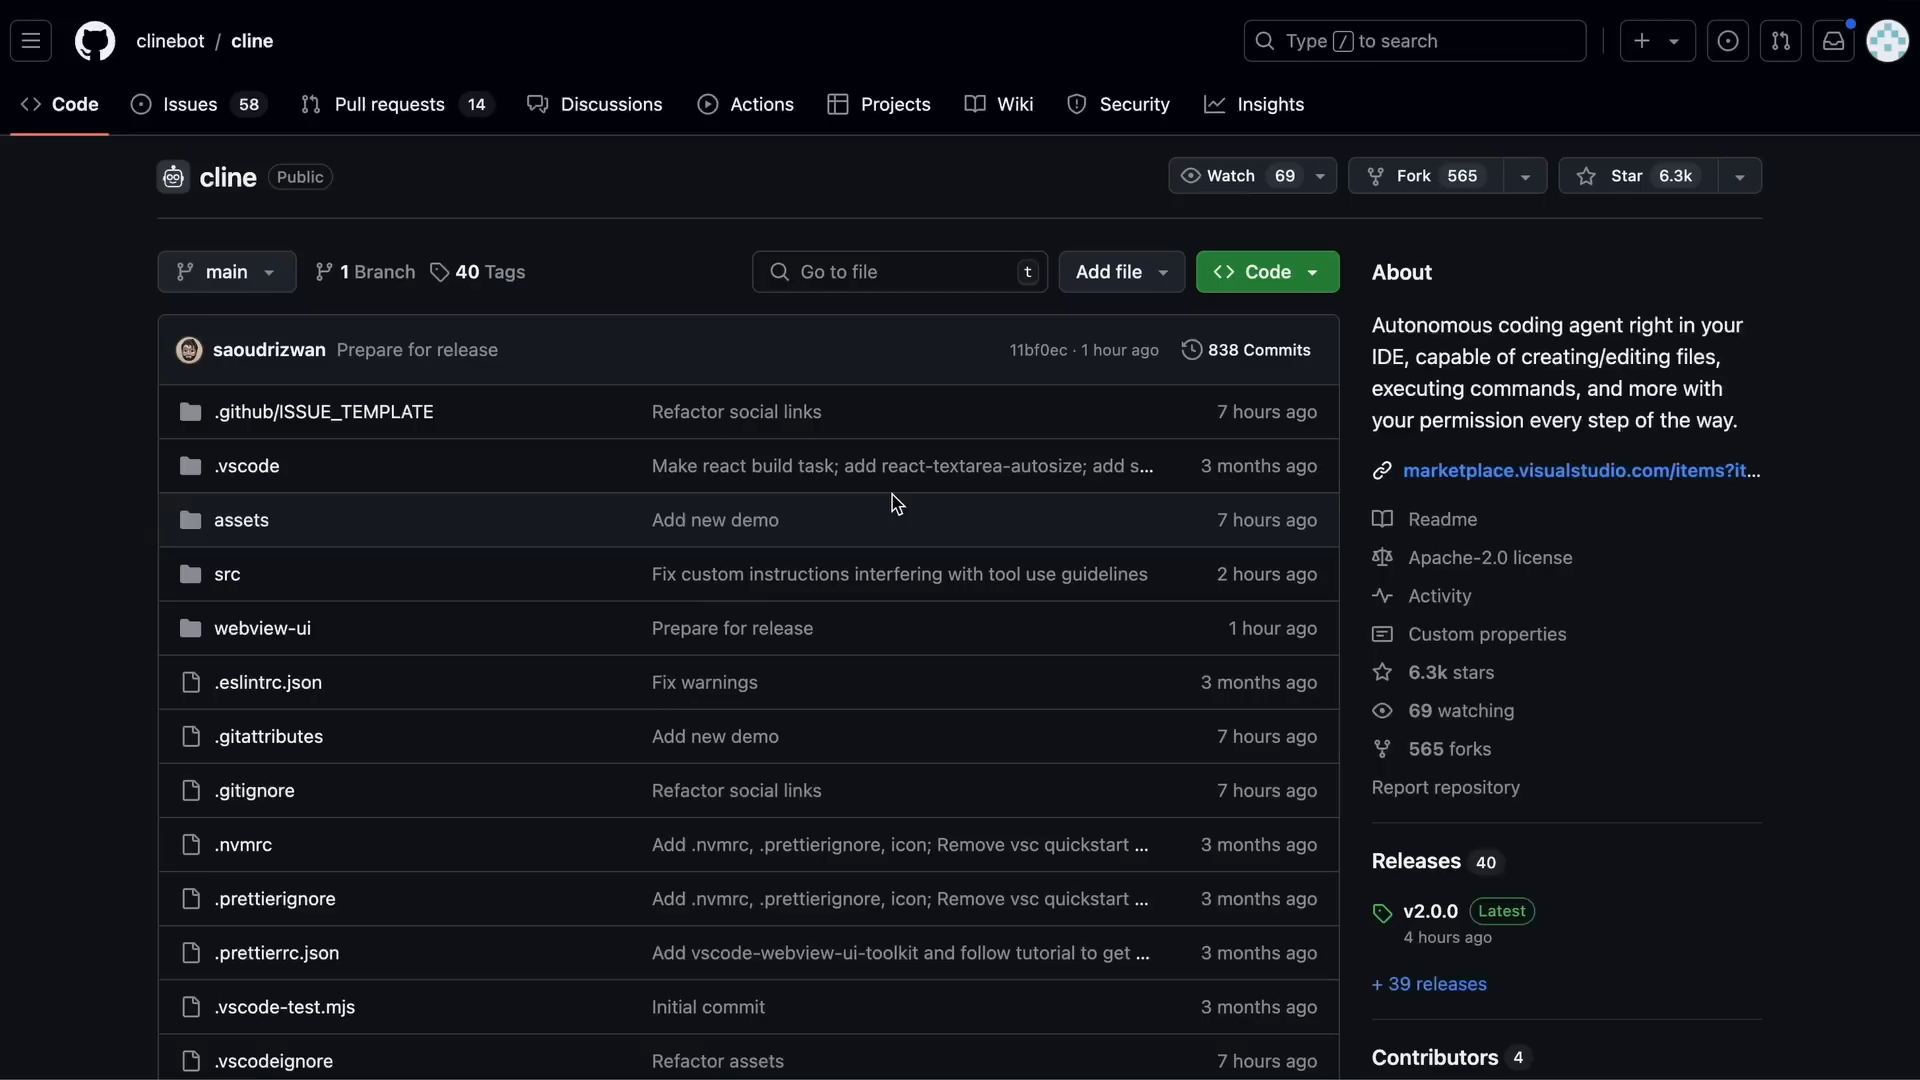 clinebot / cline
Type / to search
Code
Issues 58
Pull requests 14
Discussions
Actions
Projects
Wiki
Security
Insights
cline Public
Watch 69
Fork 565
Star 6.3k
main
1 Branch
40 Tags
Go to file t
Add file
Code
saoudrizwan Prepare for release 11bf0ec · 1 hour ago 838 Commits
.github/ISSUE_TEMPLATE Refactor social links 7 hours ago
.vscode Make react build task; add react-textarea-autosize; add s... 3 months ago
assets Add new demo 7 hours ago
src Fix custom instructions interfering with tool use guidelines 2 hours ago
webview-ui Prepare for release 1 hour ago
.eslintrc.json Fix warnings 3 months ago
.gitattributes Add new demo 7 hours ago
.gitignore Refactor social links 7 hours ago
.nvmrc Add .nvmrc, .prettierignore, icon; Remove vsc quickstart ... 3 months ago
.prettierignore Add .nvmrc, .prettierignore, icon; Remove vsc quickstart ... 3 months ago
.prettierrc.json Add vscode-webview-ui-toolkit and follow tutorial to get ... 3 months ago
.vscode-test.mjs Initial commit 3 months ago
.vscodeignore Refactor assets 7 hours ago
About
Autonomous coding agent right in your
IDE, capable of creating/editing files,
executing commands, and more with
your permission every step of the way.
marketplace.visualstudio.com/items?it...
Readme
Apache-2.0 license
Activity
Custom properties
6.3k stars
69 watching
565 forks
Report repository
Releases 40
v2.0.0 Latest
4 hours ago
+ 39 releases
Contributors 4